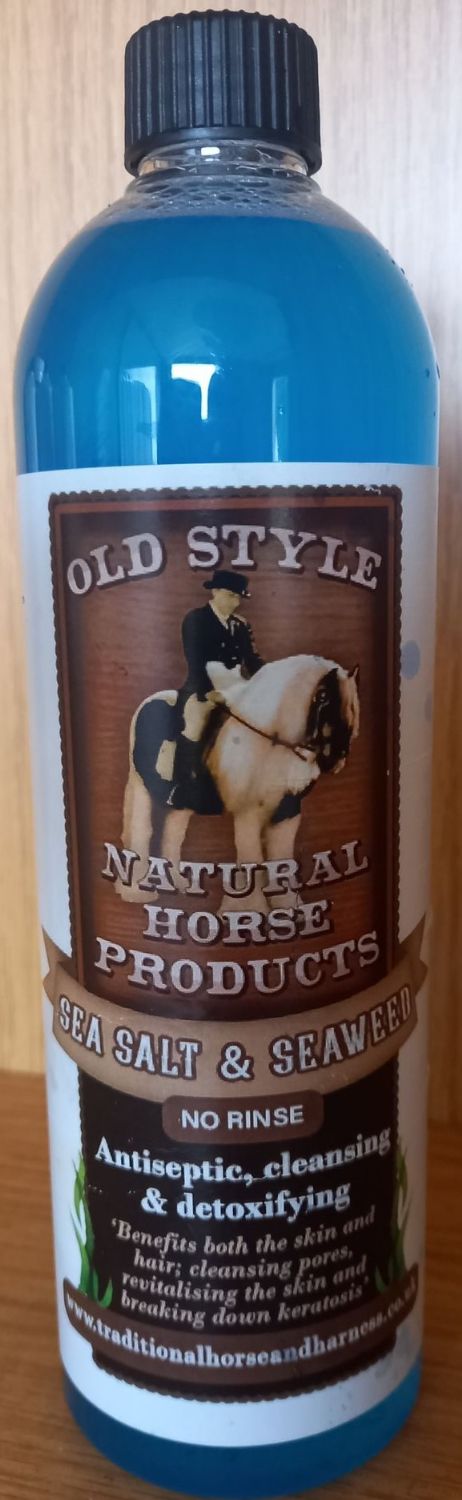 OLD STYLE
NATURAL
HORSE
PRODUCTS
SEA SALT & SEAWEED
NO RINSE
Antiseptic, cleansing
& detoxifying
'Benefits both the skin and
hair; cleansing pores,
revitalising the skin and
breaking down keratosis'
www.traditionalhorseandharness.co.uk